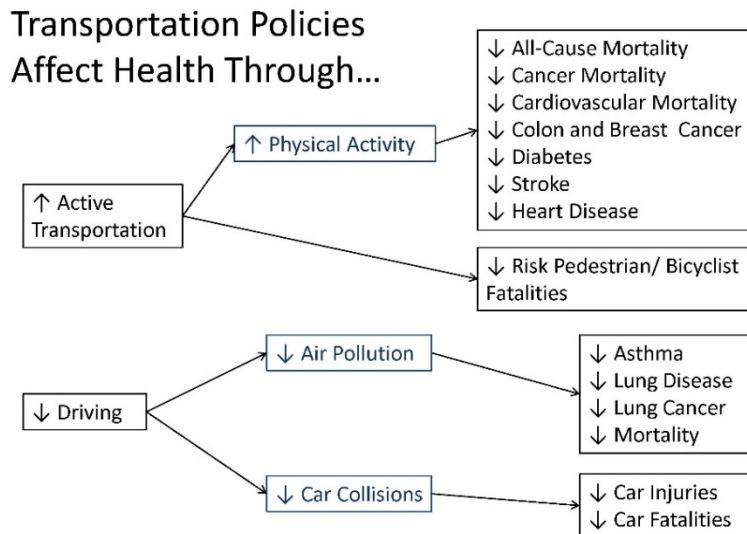 Transportation Policies
Affect Health Through...
↑ Active
Transportation
↑ Physical Activity
↓ All-Cause Mortality
↓ Cancer Mortality
↓ Cardiovascular Mortality
↓ Colon and Breast Cancer
↓ Diabetes
↓ Stroke
↓ Heart Disease
↓ Risk Pedestrian/ Bicyclist
Fatalities
↓ Driving
↓ Air Pollution
↓ Asthma
↓ Lung Disease
↓ Lung Cancer
↓ Mortality
↓ Car Collisions
↓ Car Injuries
↓ Car Fatalities